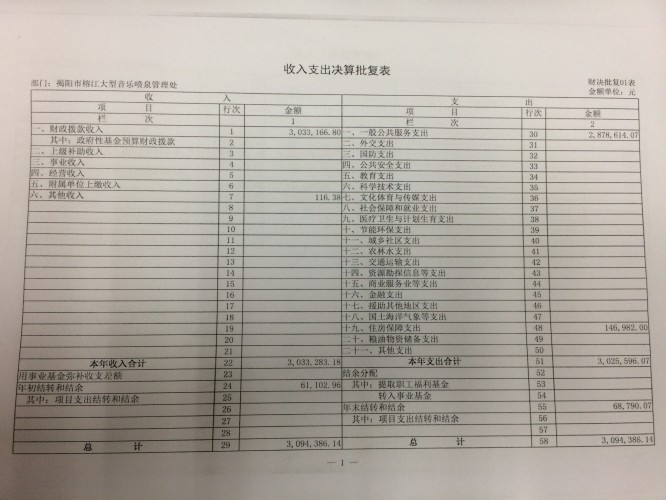 收入支出决算批复表
财决批复01表
部门：揭阳市榕江大型音乐喷泉管理处 金额单位：元
收 入 支 出
项 目 行次 金额 项 目 行次 金额
栏 次 1 栏 次 2
一、财政拨款收入 1 3,033,166.80 一、一般公共服务支出 30 2,878,614.07
其中：政府性基金预算财政拨款 2 二、外交支出 31
二、上级补助收入 3 三、国防支出 32
三、事业收入 4 四、公共安全支出 33
四、经营收入 5 五、教育支出 34
五、附属单位上缴收入 6 六、科学技术支出 35
六、其他收入 7 116.38 七、文化体育与传媒支出 36
8 八、社会保障和就业支出 37
9 九、医疗卫生与计划生育支出 38
10 十、节能环保支出 39
11 十一、城乡社区支出 40
12 十二、农林水支出 41
13 十三、交通运输支出 42
14 十四、资源勘探信息等支出 43
15 十五、商业服务业等支出 44
16 十六、金融支出 45
17 十七、援助其他地区支出 46
18 十八、国土海洋气象等支出 47
19 十九、住房保障支出 48 146,982.00
20 二十、粮油物资储备支出 49
21 二十一、其他支出 50
本年收入合计 22 3,033,283.18 本年支出合计 51 3,025,596.07
用事业基金弥补收支差额 23 结余分配 52
年初结转和结余 24 61,102.96 其中：提取职工福利基金 53
其中：项目支出结转和结余 25 转入事业基金 54
26 年末结转和结余 55 68,790.07
27 其中：项目支出结转和结余 56
28 57
总 计 29 3,094,386.14 总 计 58 3,094,386.14
— 1 —